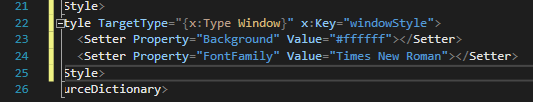 21 Style>
22 tyle TargetType="{x:Type Window}" x:Key="windowStyle">
23 <Setter Property="Background" Value="#ffffff"></Setter>
24 <Setter Property="FontFamily" Value="Times New Roman"></Setter>
25 Style>
26 urceDictionary>